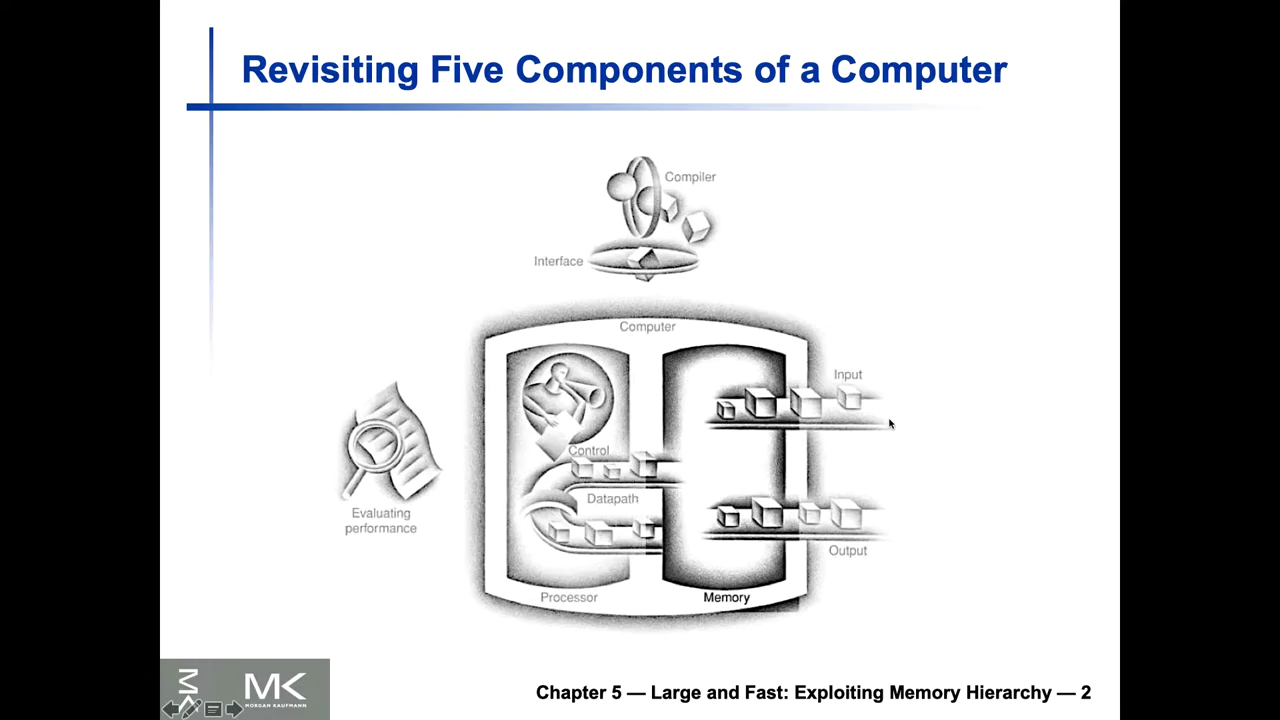 Revisiting Five Components of a Computer
Compiler
Interface
Computer
Input
Control
Datapath
Evaluating
performance
Output
Processor
Memory
MK
MK
MORGAN KAUFMANN
Chapter 5 — Large and Fast: Exploiting Memory Hierarchy — 2